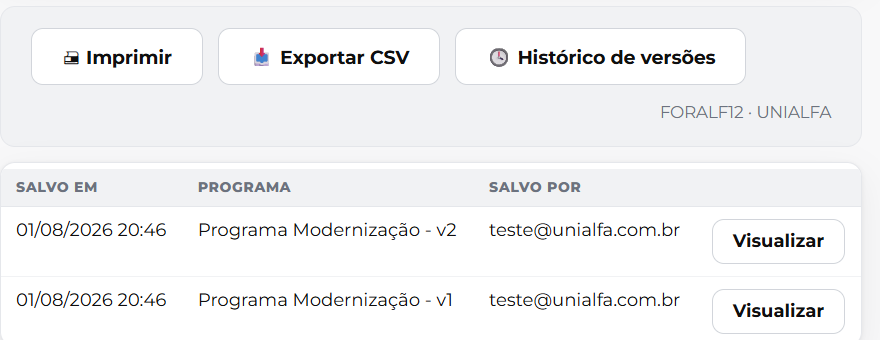 Imprimir
Exportar CSV
Histórico de versões
FORALF12 · UNIALFA
SALVO EM PROGRAMA SALVO POR
01/08/2026 20:46 Programa Modernização - v2 teste@unialfa.com.br Visualizar
01/08/2026 20:46 Programa Modernização - v1 teste@unialfa.com.br Visualizar